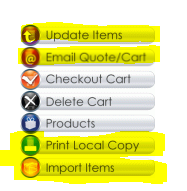 Update Items
Email Quote/Cart
Checkout Cart
Delete Cart
Products
Print Local Copy
Import Items